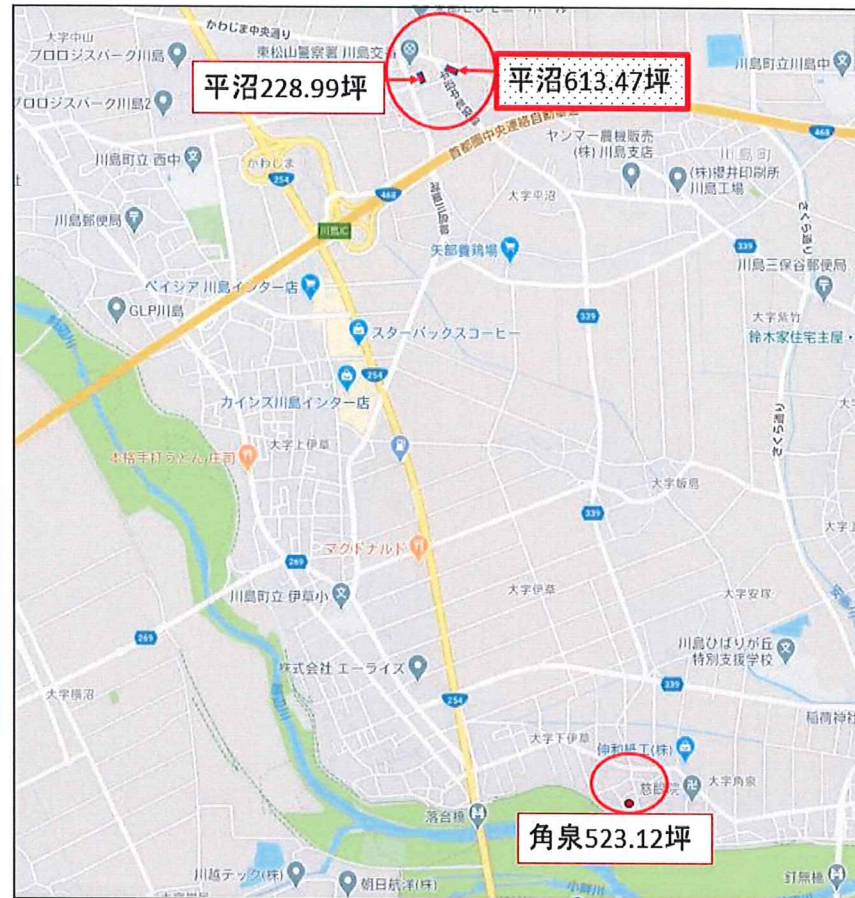 大字中山
かわじま中央通り
プロロジスパーク川島
東松山警察署 川島交番
平沼228.99坪
平沼613.47坪
川島町立川島中
プロロジスパーク川島2
首都圏中央連絡自動車道
468
ヤンマー農機販売
(株) 川島支店
川島町
川島町立 西中
かわじま
254
468
(株)櫻井印刷所
川島工場
大字平沼
さくら通り
川島郵便局
川島IC
矢部養鶏場
339
川島三保谷郵便局
ベイシア 川島インター店
GLP川島
大字紫竹
339
スターバックスコーヒー
鈴木家住宅主屋・
254
カインズ川島インター店
さくら通り
大字上伊草
本格手打うどん 庄司
大字飯島
339
269
マクドナルド
川島町立 伊草小
大字伊草
大字安塚
269
川島ひばりが丘
特別支援学校
株式会社 エーライズ
339
大字横沼
254
稲荷神社
大字下伊草
伸和紙工(株)
慈眼院
大字角泉
落合橋
角泉523.12坪
川越テック(株)
朝日航洋(株)
小畔川
釘無橋